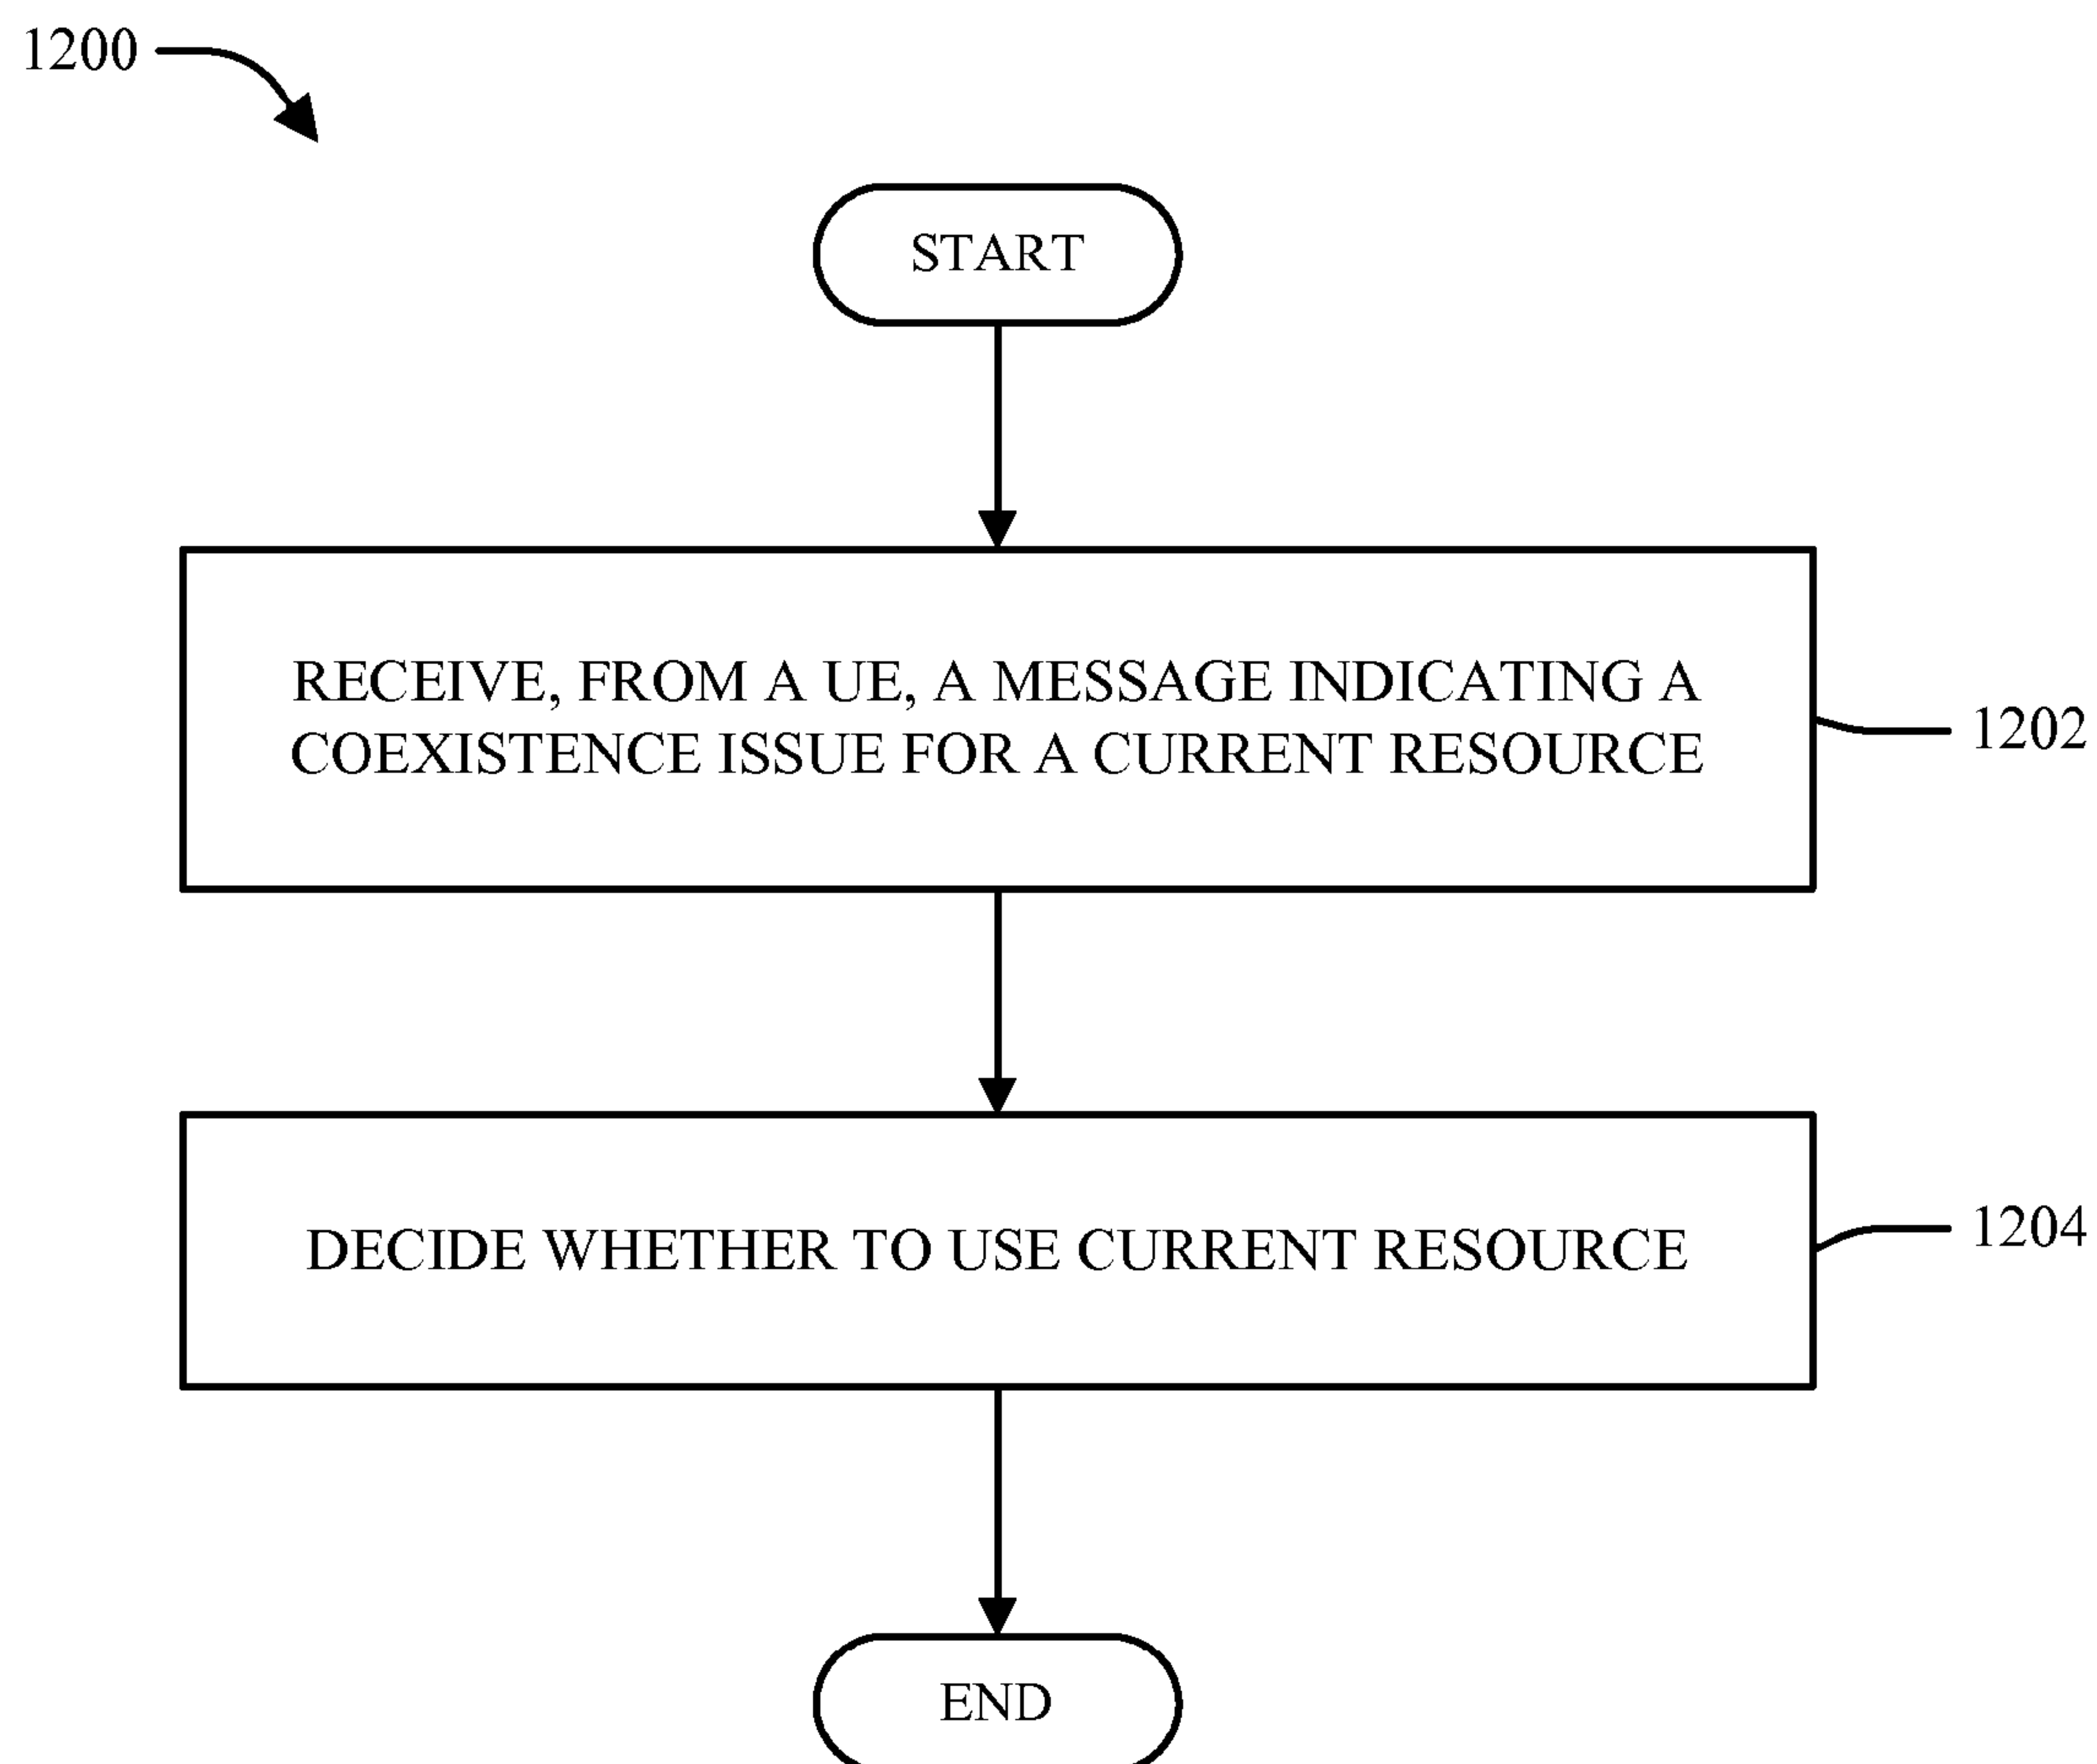 1200
START
RECEIVE, FROM A UE, A MESSAGE INDICATING A
COEXISTENCE ISSUE FOR A CURRENT RESOURCE
1202
DECIDE WHETHER TO USE CURRENT RESOURCE
1204
END